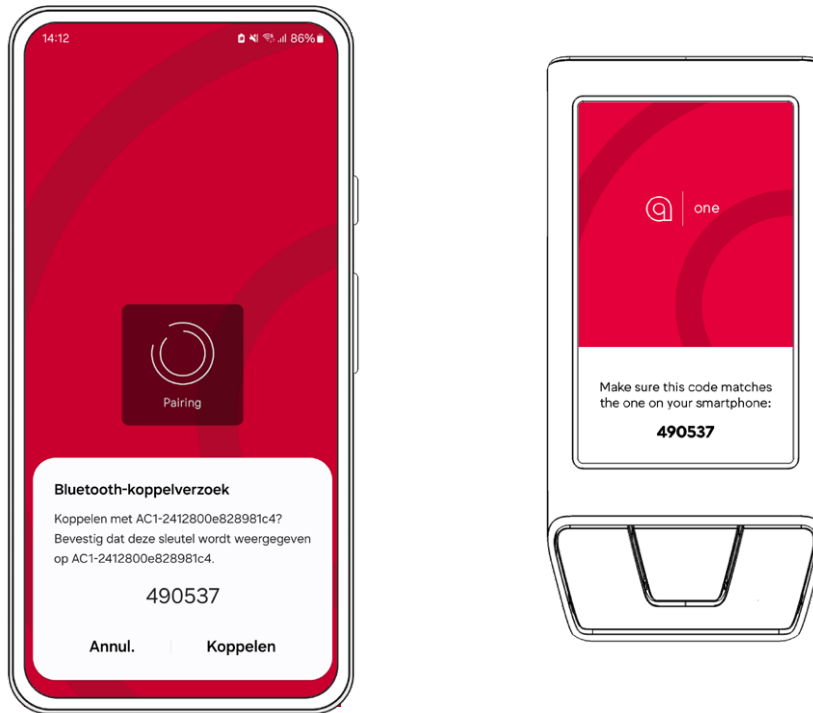 14:12
86%
Pairing
Bluetooth-koppelverzoek
Koppelen met AC1-2412800e828981c4?
Bevestig dat deze sleutel wordt weergegeven
op AC1-2412800e828981c4.
490537
Annul. Koppelen
one
Make sure this code matches
the one on your smartphone:
490537